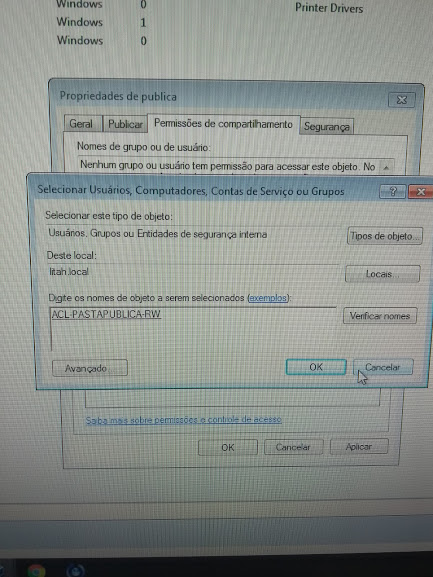 Windows 0 Printer Drivers
Windows 1
Windows 0
Propriedades de publica
Geral Publicar Permissões de compartilhamento Segurança
Nomes de grupo ou de usuário:
Nenhum grupo ou usuário tem permissão para acessar este objeto. No
Selecionar Usuários, Computadores, Contas de Serviço ou Grupos
Selecionar este tipo de objeto:
Usuários, Grupos ou Entidades de segurança interna Tipos de objeto...
Deste local:
litah.local Locais...
Digite os nomes de objeto a serem selecionados (exemplos):
ACL-PASTAPUBLICA-RW Verificar nomes
Avançado... OK Cancelar
Saiba mais sobre permissões e controle de acesso
OK Cancelar Aplicar